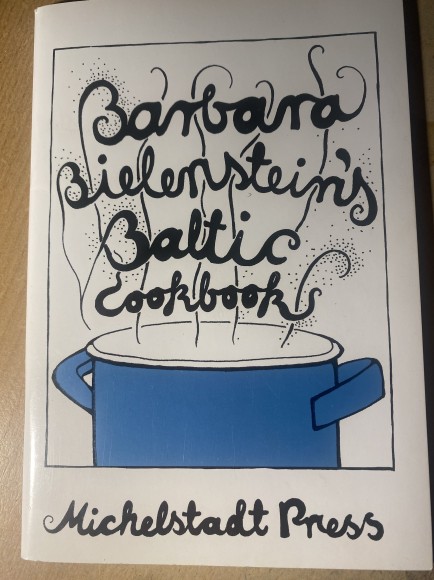 Barbara
Bielenstein's
Baltic
Cookbook
Michelstadt Press